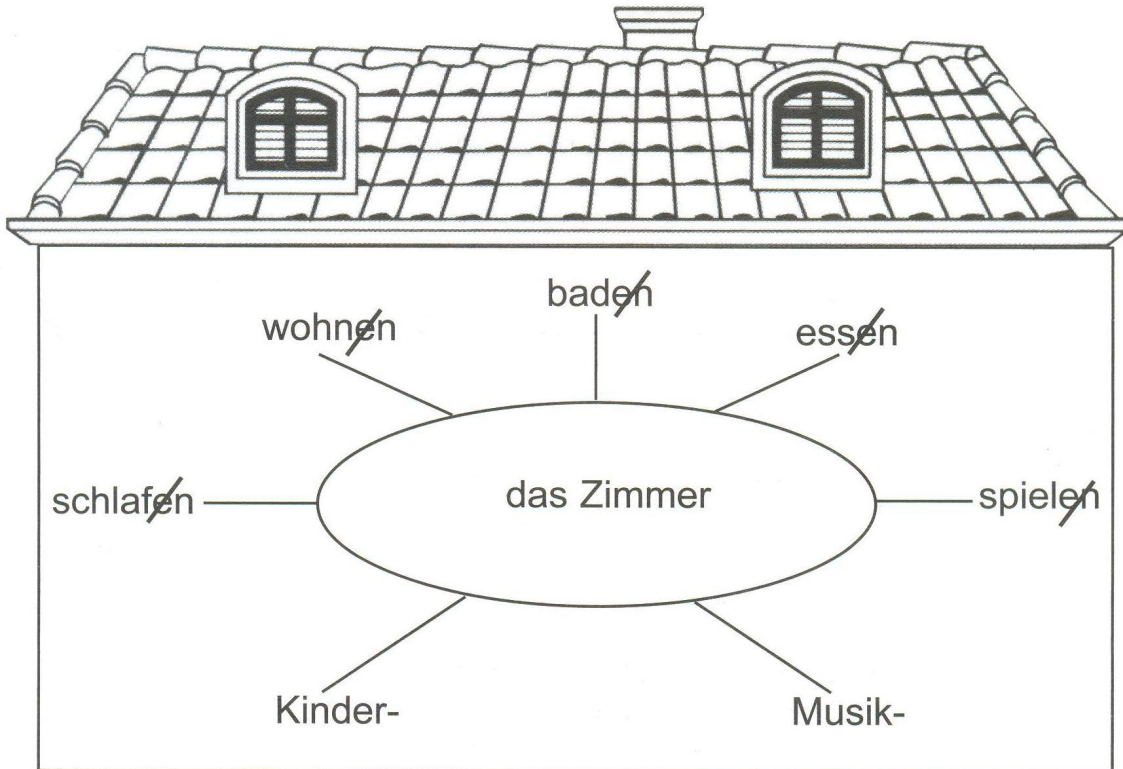 baden
wohnen
essen
schlafen
das Zimmer
spielen
Kinder-
Musik-